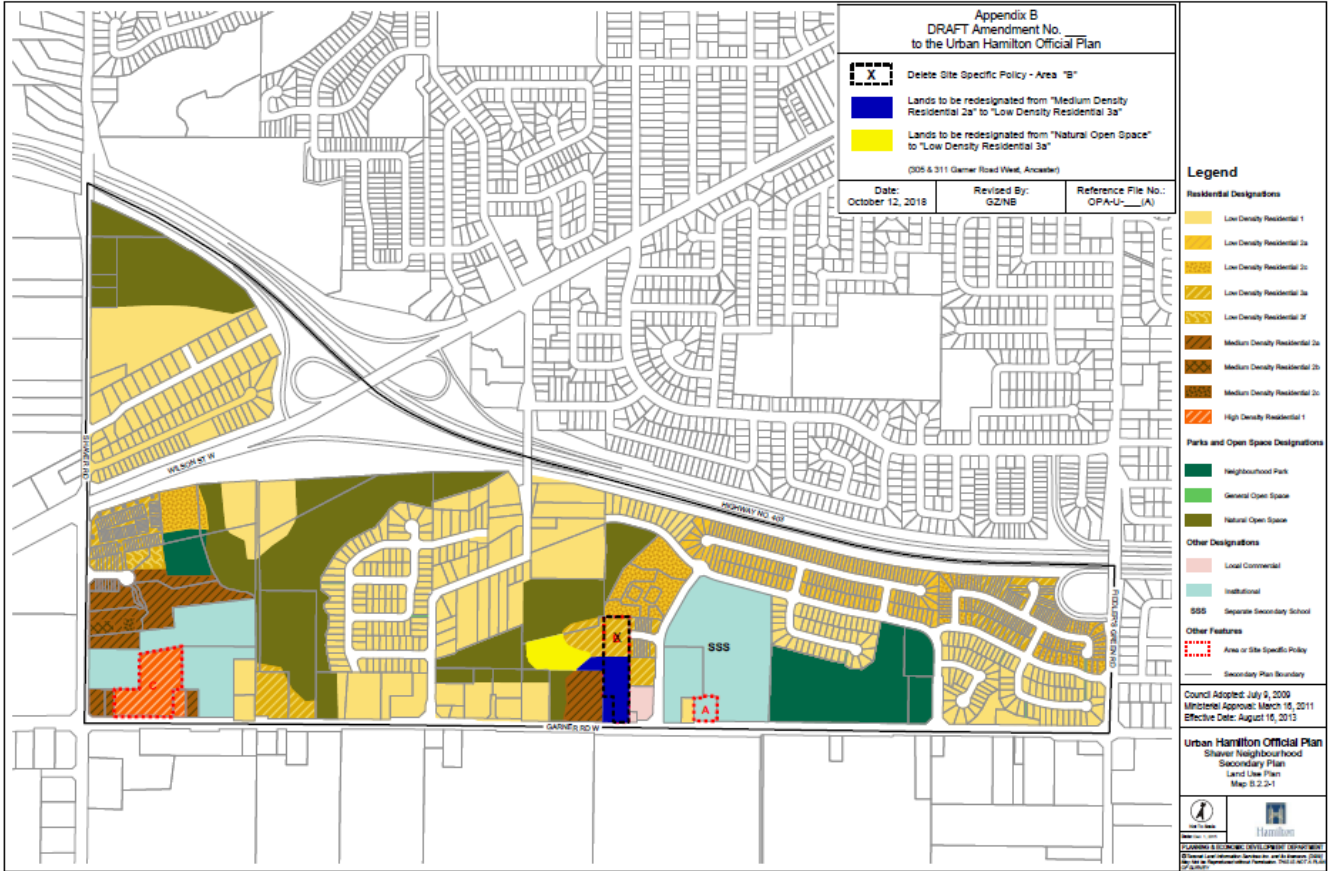 Appendix B
DRAFT Amendment No. ____
to the Urban Hamilton Official Plan
X
Delete Site Specific Policy - Area "B"
Lands to be redesignated from "Medium Density
Residential 2a" to "Low Density Residential 3a"
Lands to be redesignated from "Natural Open Space"
to "Low Density Residential 3a"
(305 & 311 Garner Road West, Ancaster)
Date:
October 12, 2018
Revised By:
GZ/NB
Reference File No.:
OPA-U-___(A)
Legend
Residential Designations
Low Density Residential 1
Low Density Residential 2a
Low Density Residential 2c
Low Density Residential 3a
Low Density Residential 3f
Medium Density Residential 2a
Medium Density Residential 2b
Medium Density Residential 2c
High Density Residential 1
Parks and Open Space Designations
Neighbourhood Park
General Open Space
Natural Open Space
Other Designations
Local Commercial
Institutional
SSS Separate Secondary School
Other Features
Area or Site Specific Policy
Secondary Plan Boundary
Council Adopted: July 9, 2009
Ministerial Approval: March 16, 2011
Effective Date: August 16, 2013
Urban Hamilton Official Plan
Shaver Neighbourhood
Secondary Plan
Land Use Plan
Map B.2.2-1
Not To Scale
Hamilton
PLANNING & ECONOMIC DEVELOPMENT DEPARTMENT
SHAVER RD
WILSON ST W
HIGHWAY NO. 403
FIDDLER'S GREEN RD
GARNER RD W
SSS
A
C
X